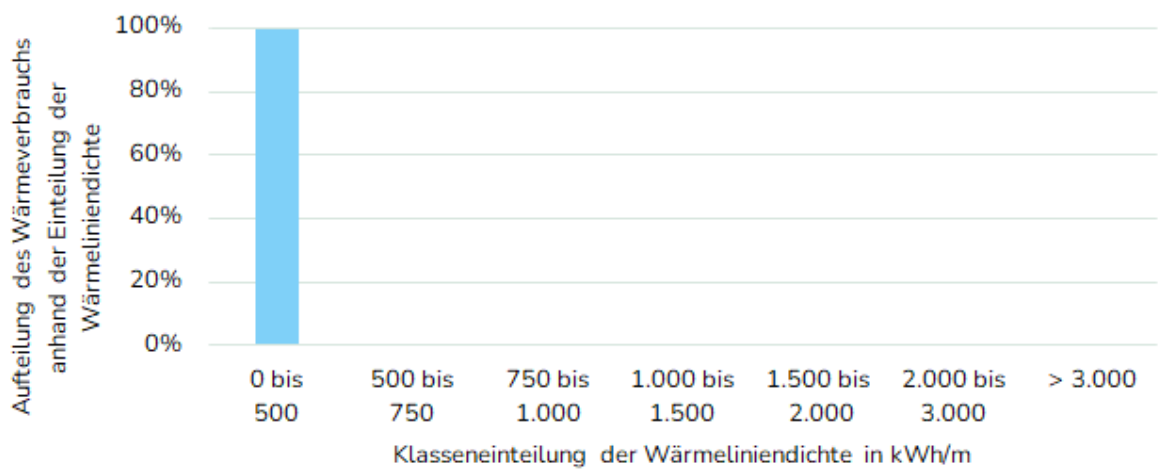 Aufteilung des Wärmeverbrauchs
anhand der Einteilung der
Wärmeliniendichte
100%
80%
60%
40%
20%
0%
0 bis
500
500 bis
750
750 bis
1.000
1.000 bis
1.500
1.500 bis
2.000
2.000 bis
3.000
> 3.000
Klasseneinteilung der Wärmeliniendichte in kWh/m